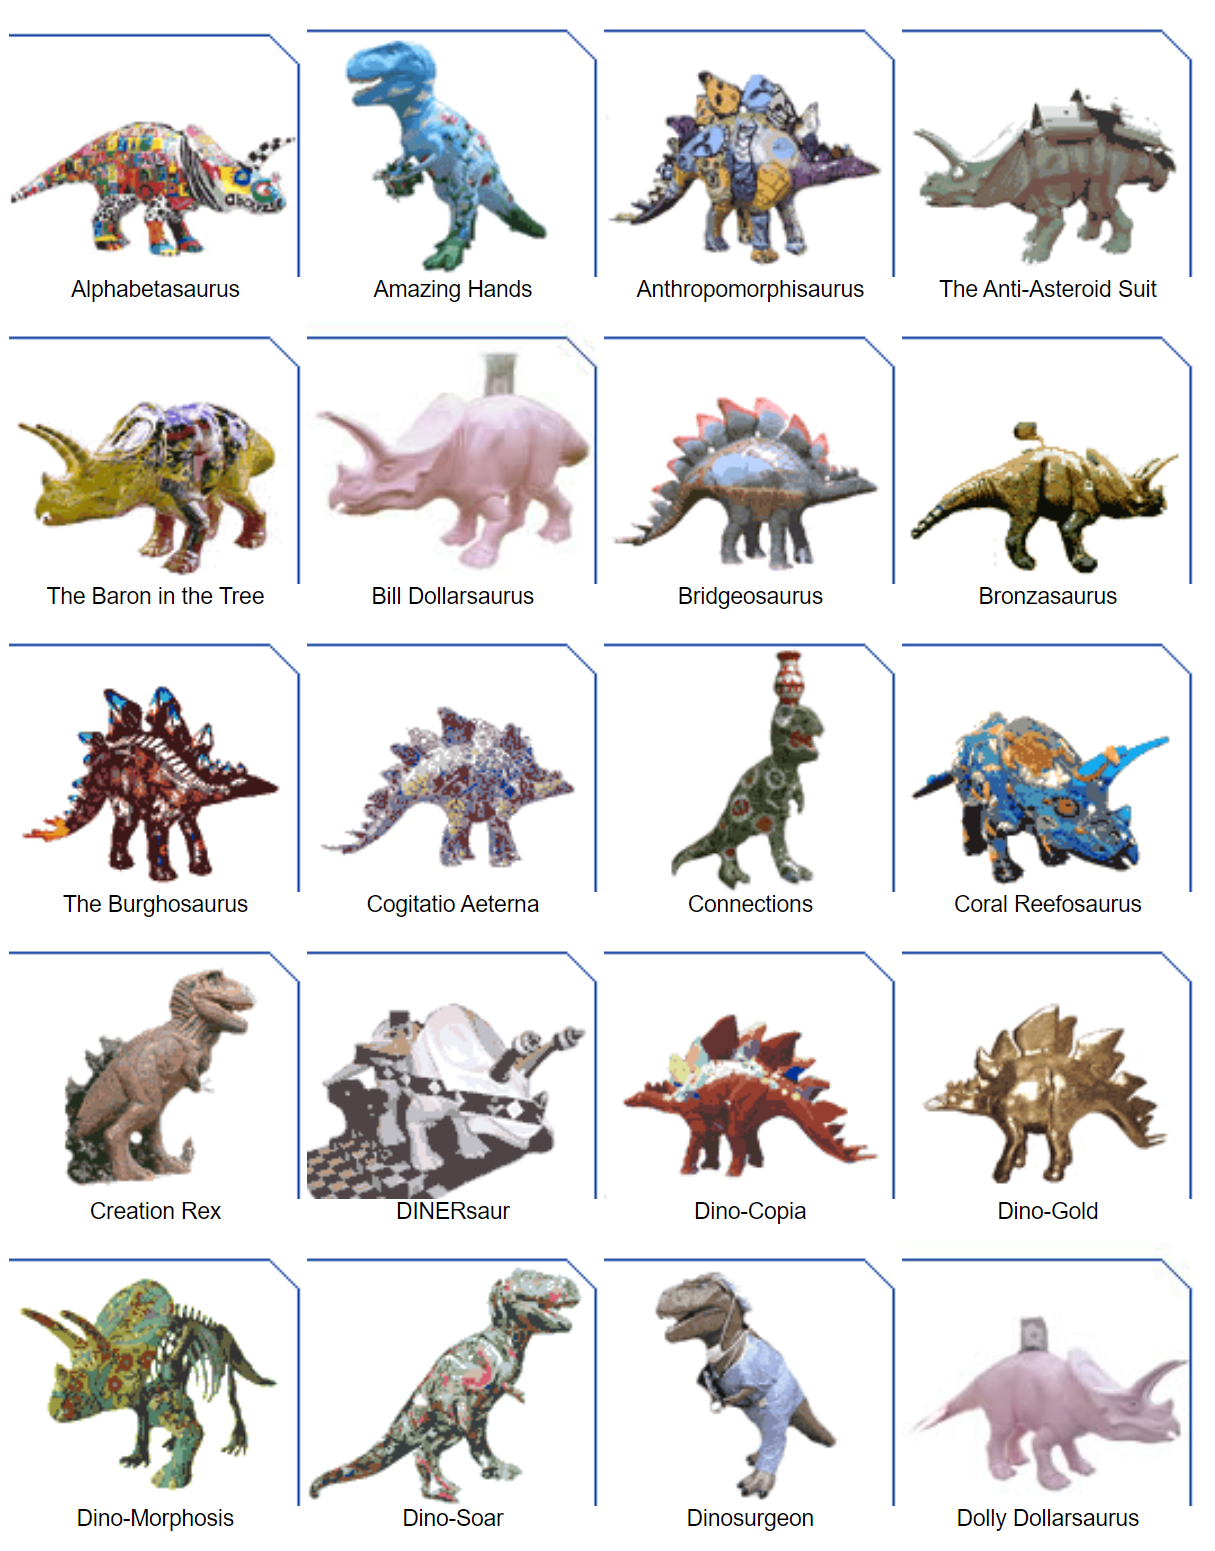 Alphabetasaurus
Amazing Hands
Anthropomorphisaurus
The Anti-Asteroid Suit
The Baron in the Tree
Bill Dollarsaurus
Bridgeosaurus
Bronzasaurus
The Burghosaurus
Cogitatio Aeterna
Connections
Coral Reefosaurus
Creation Rex
DINERsaur
Dino-Copia
Dino-Gold
Dino-Morphosis
Dino-Soar
Dinosurgeon
Dolly Dollarsaurus